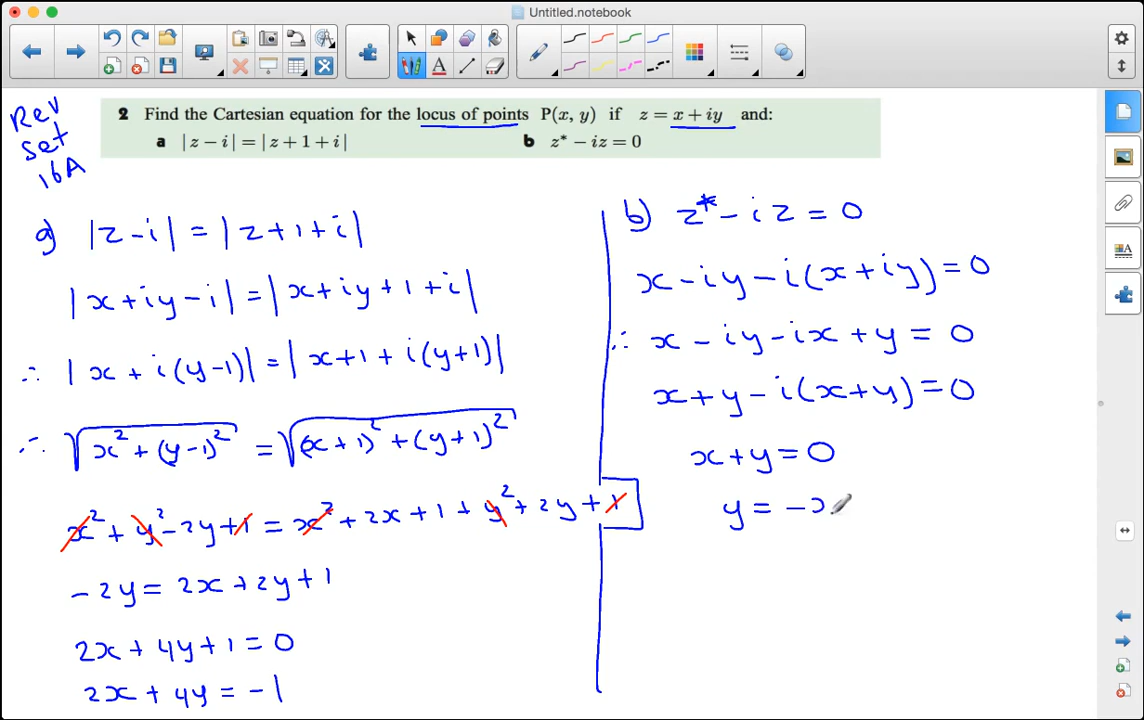 Untitled.notebook
Rev
set
16A
2 Find the Cartesian equation for the locus of points P(x, y) if z = x + iy and:
a |z − i| = |z + 1 + i|
b z* − iz = 0
a) |z-i| = |z+1+i|
|x+iy-i| = |x+iy+1+i|
∴ |x+i(y-1)| = |x+1+i(y+1)|
∴ √(x²+(y-1)²) = √((x+1)²+(y+1)²)
x²+y²-2y+1 = x²+2x+1+y²+2y+1
-2y = 2x+2y+1
2x+4y+1=0
2x+4y=-1
b) z*-iz=0
x-iy-i(x+iy)=0
∴ x-iy-ix+y=0
x+y-i(x+y)=0
x+y=0
y=-x